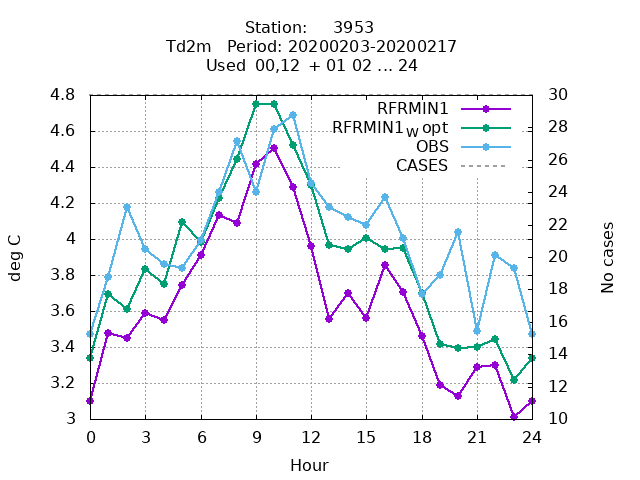 Station: 3953
Td2m Period: 20200203-20200217
Used 00,12 + 01 02 ... 24
4.8
4.6
4.4
4.2
4
3.8
3.6
3.4
3.2
3
deg C
30
28
26
24
22
20
18
16
14
12
10
No cases
RFRMIN1
RFRMIN1w opt
OBS
CASES
0 3 6 9 12 15 18 21 24
Hour